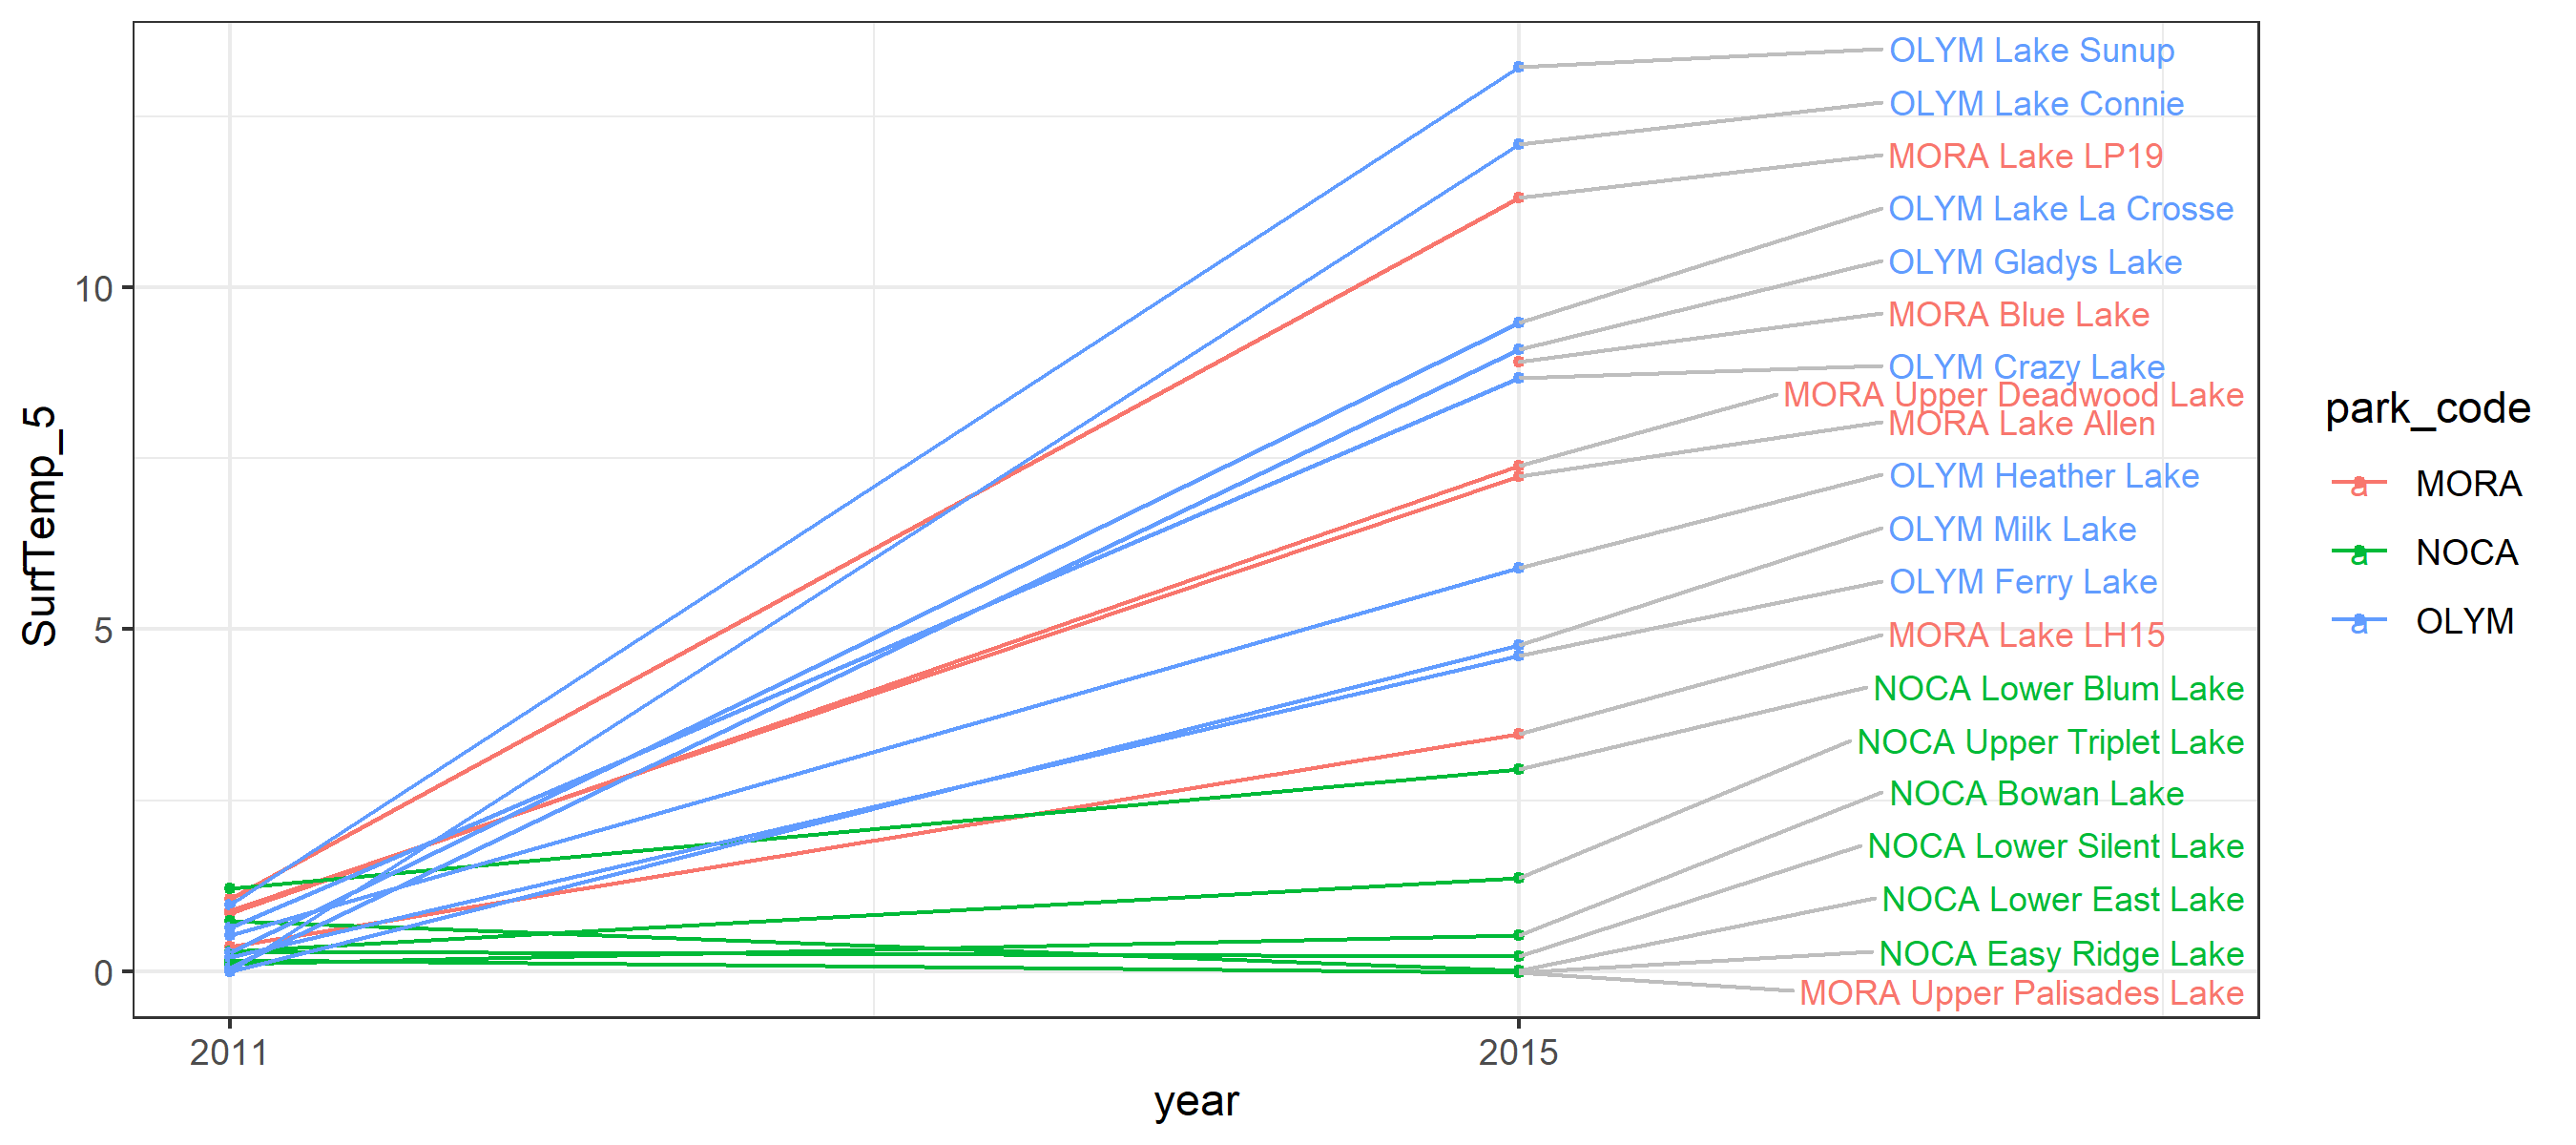 OLYM Lake Sunup
OLYM Lake Connie
MORA Lake LP19
OLYM Lake La Crosse
OLYM Gladys Lake
MORA Blue Lake
OLYM Crazy Lake
MORA Upper Deadwood Lake
MORA Lake Allen
OLYM Heather Lake
OLYM Milk Lake
OLYM Ferry Lake
MORA Lake LH15
NOCA Lower Blum Lake
NOCA Upper Triplet Lake
NOCA Bowan Lake
NOCA Lower Silent Lake
NOCA Lower East Lake
NOCA Easy Ridge Lake
MORA Upper Palisades Lake
10
5
0
SurfTemp_5
2011
2015
year
park_code
a MORA
a NOCA
a OLYM